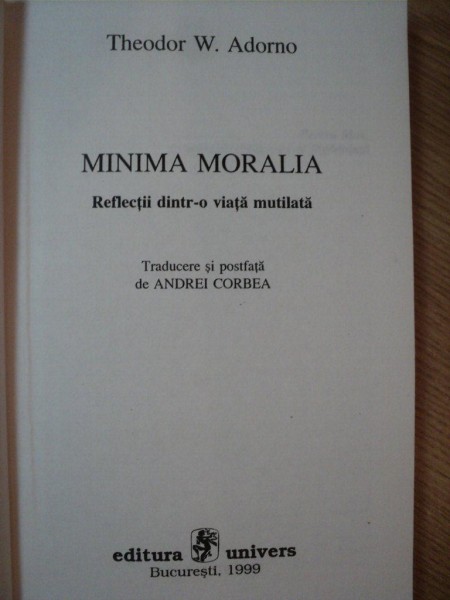 Theodor W. Adorno
MINIMA MORALIA
Reflecții dintr-o viață mutilată
Traducere și postfață
de ANDREI CORBEA
editura univers
București, 1999